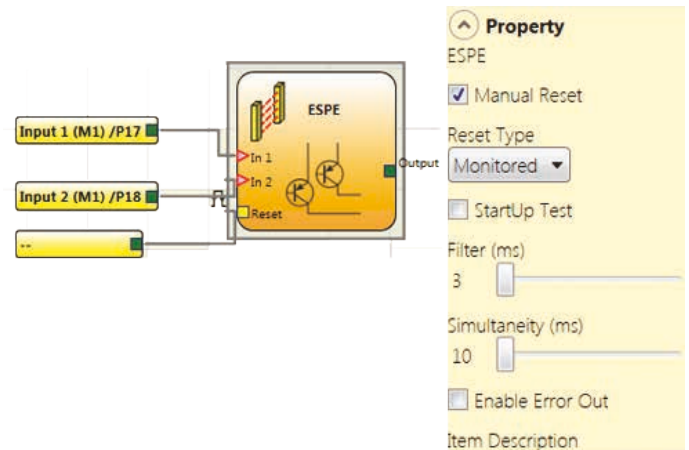 Input 1 (M1) /P17
Input 2 (M1) /P18
--
ESPE
In 1
In 2
Reset
Output
Property
ESPE
Manual Reset
Reset Type
Monitored
StartUp Test
Filter (ms)
3
Simultaneity (ms)
10
Enable Error Out
Item Description